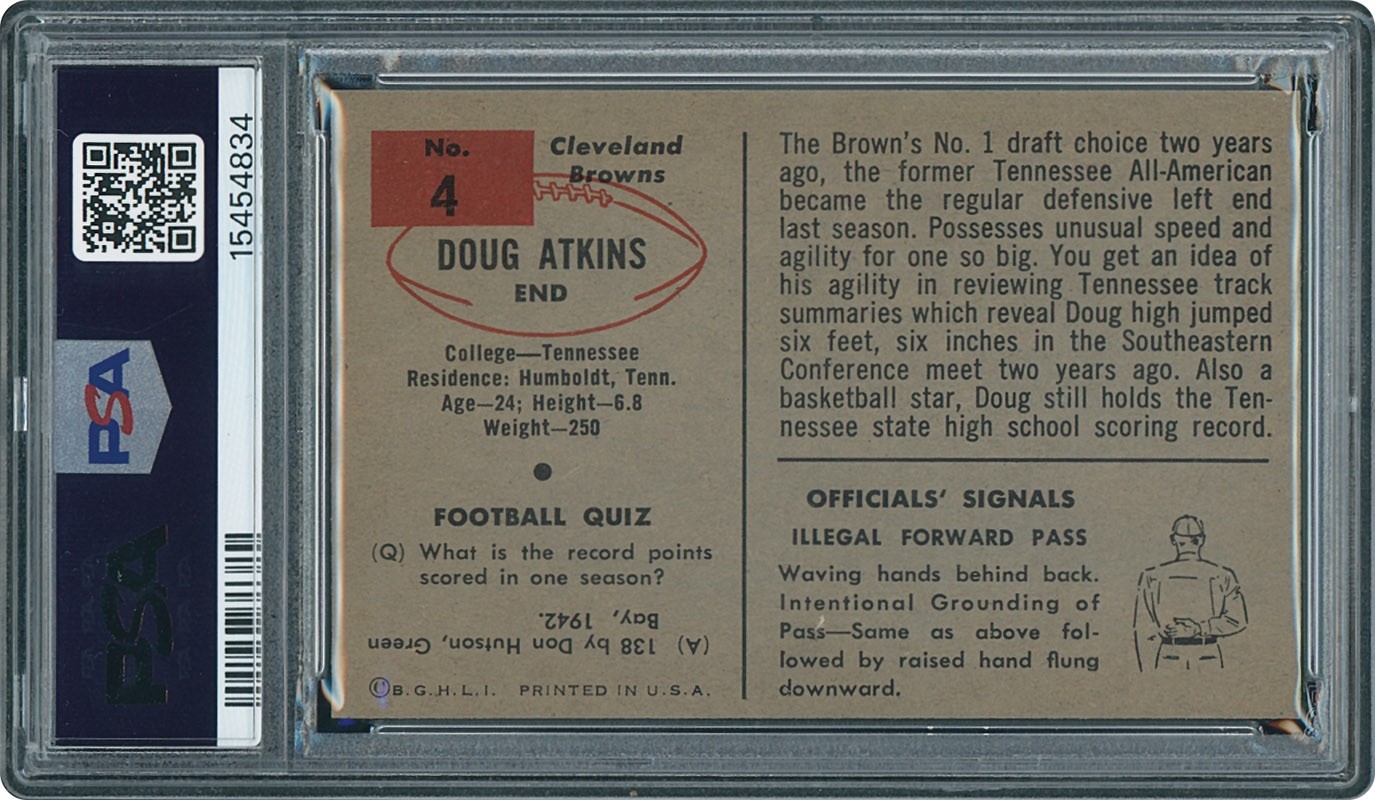 PSA
PSA
15454834
No.
4
Cleveland
Browns
DOUG ATKINS
END
College—Tennessee
Residence: Humboldt, Tenn.
Age—24; Height—6.8
Weight—250
FOOTBALL QUIZ
(Q) What is the record points
scored in one season?
(A) 138 by Don Hutson, Green
Bay, 1942.
©B.G.H.L.I. PRINTED IN U.S.A.
The Brown's No. 1 draft choice two years
ago, the former Tennessee All-American
became the regular defensive left end
last season. Possesses unusual speed and
agility for one so big. You get an idea of
his agility in reviewing Tennessee track
summaries which reveal Doug high jumped
six feet, six inches in the Southeastern
Conference meet two years ago. Also a
basketball star, Doug still holds the Ten-
nessee state high school scoring record.
OFFICIALS' SIGNALS
ILLEGAL FORWARD PASS
Waving hands behind back.
Intentional Grounding of
Pass—Same as above fol-
lowed by raised hand flung
downward.